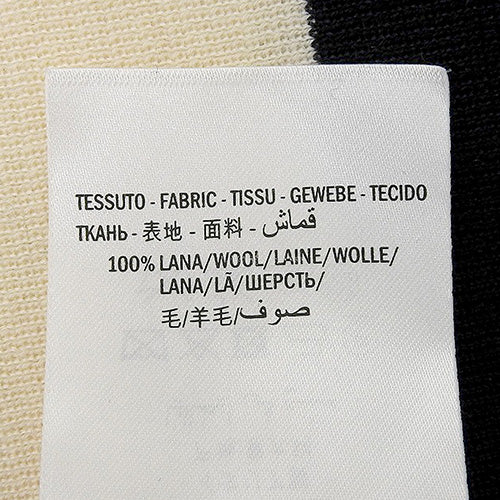 TESSUTO - FABRIC - TISSU - GEWEBE - TECIDO
ТКАНЬ - 表地 - 面料 - قماش
100% LANA/WOOL/LAINE/WOLLE/
LANA/LÃ/ШЕРСТЬ/
毛/羊毛/صوف